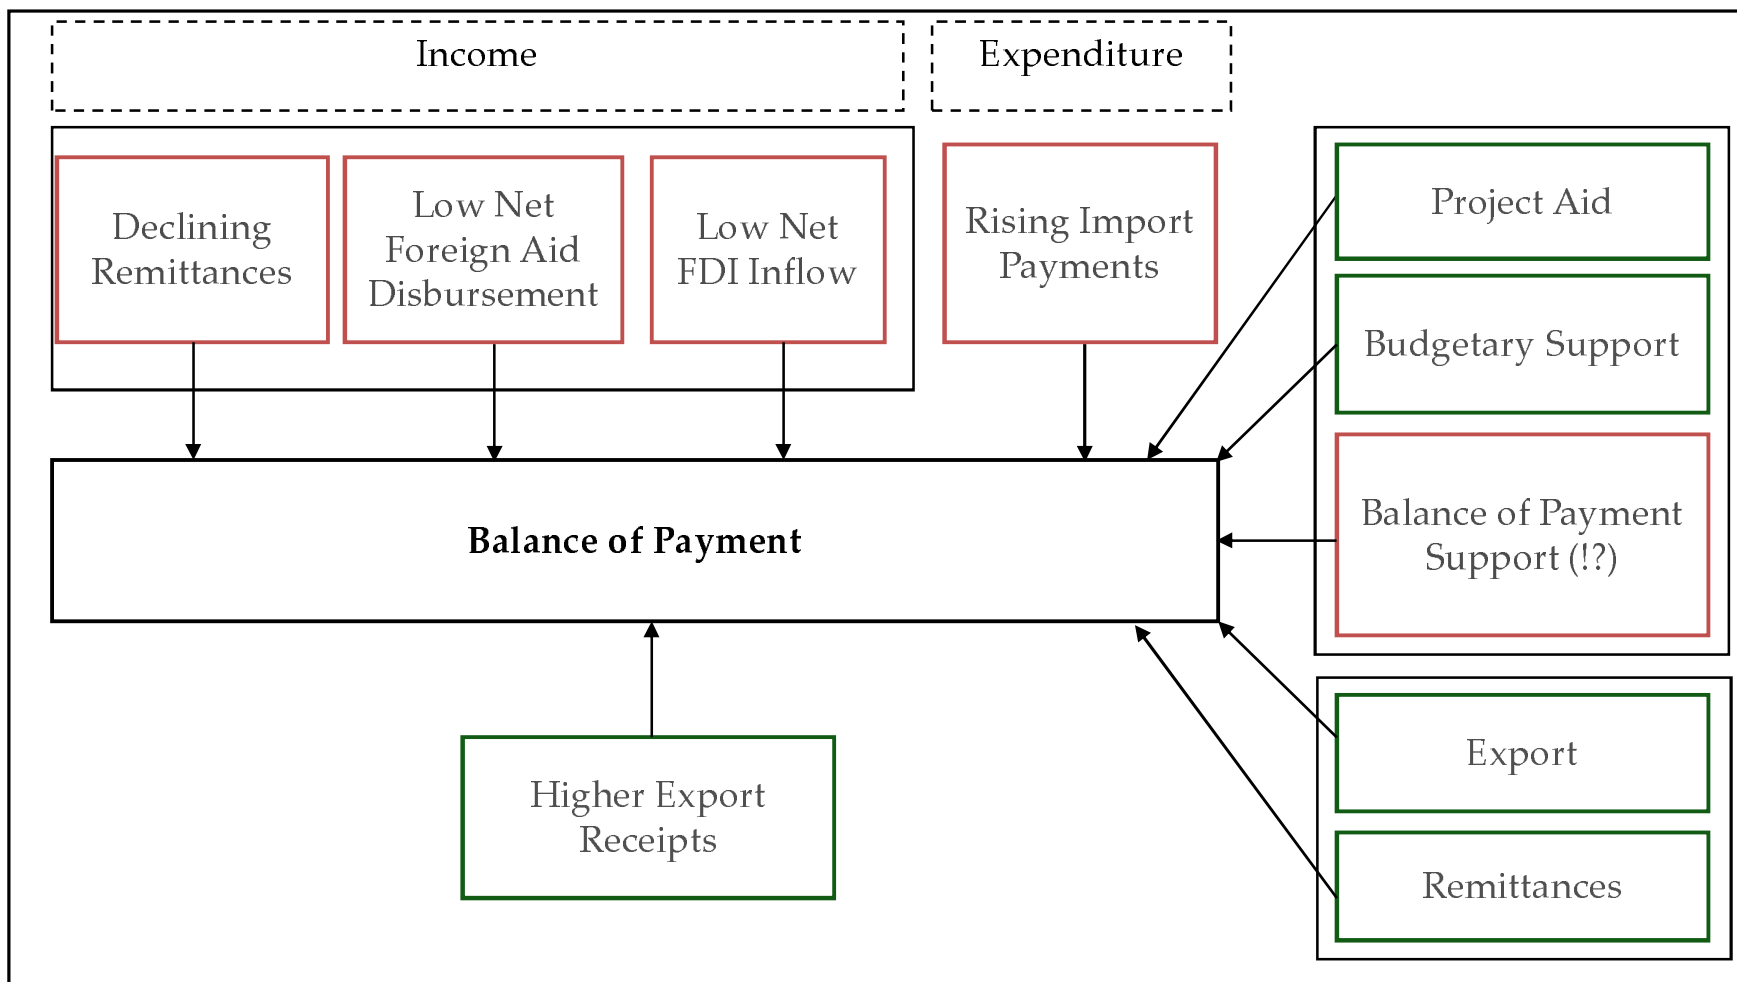 Income
Expenditure
Declining
Remittances
Low Net
Foreign Aid
Disbursement
Low Net
FDI Inflow
Rising Import
Payments
Project Aid
Budgetary Support
Balance of Payment
Support (!?)
Balance of Payment
Higher Export
Receipts
Export
Remittances